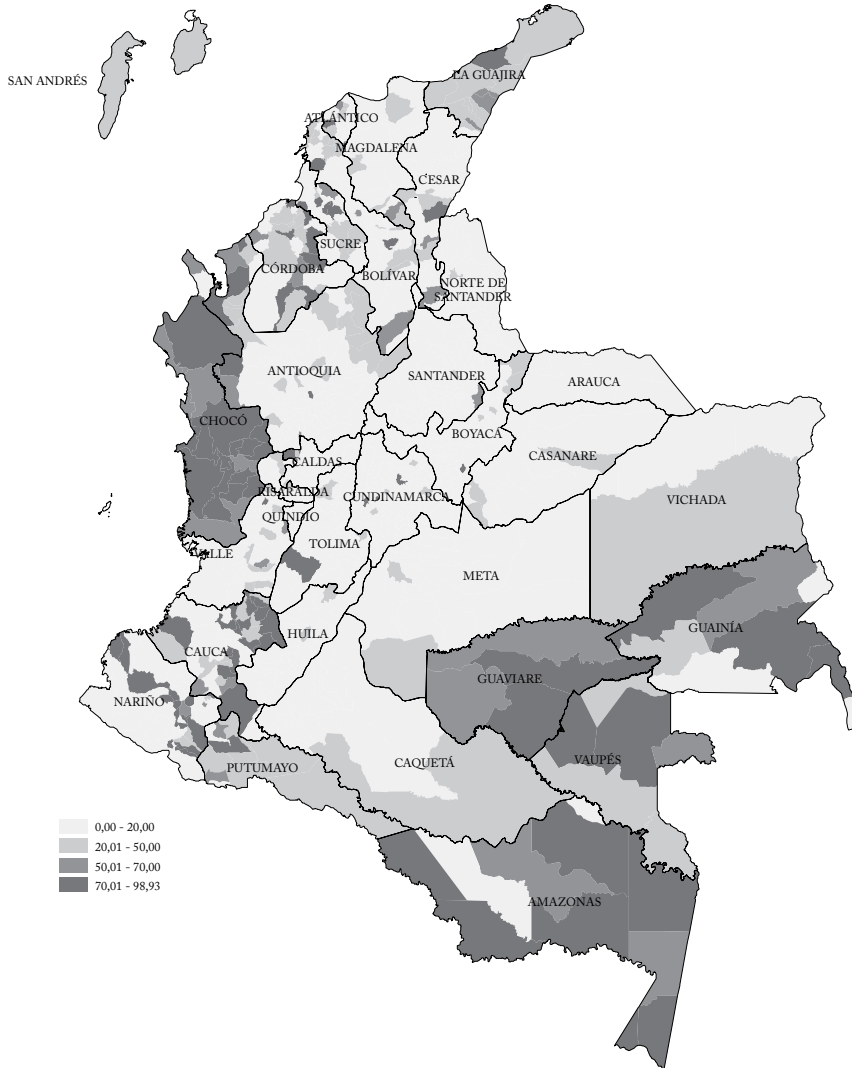 LA GUAJIRA
SAN ANDRÉS
ATLÁNTICO
MAGDALENA
CESAR
SUCRE
CÓRDOBA
BOLÍVAR
NORTE DE
SANTANDER
ANTIOQUIA
SANTANDER
ARAUCA
CHOCÓ
BOYACÁ
CASANARE
CALDAS
RISARALDA
CUNDINAMARCA
VICHADA
QUINDÍO
TOLIMA
VALLE
META
GUAINÍA
HUILA
CAUCA
GUAVIARE
NARIÑO
VAUPÉS
CAQUETÁ
PUTUMAYO
0,00 - 20,00
20,01 - 50,00
50,01 - 70,00
70,01 - 98,93
AMAZONAS